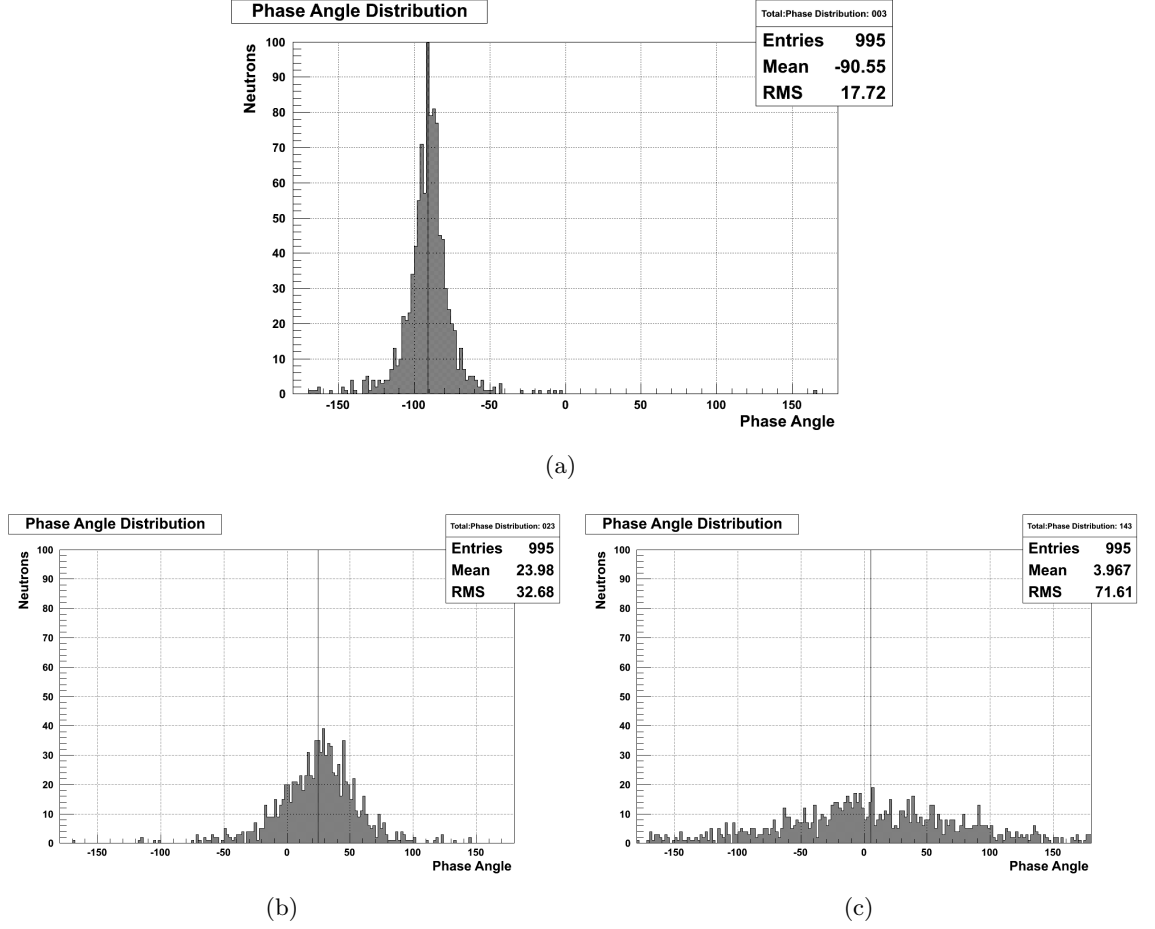 Phase Angle Distribution
Total:Phase Distribution: 003
Entries 995
Mean -90.55
RMS 17.72
Neutrons
100
90
80
70
60
50
40
30
20
10
0
-150 -100 -50 0 50 100 150
Phase Angle
(a)
Phase Angle Distribution
Total:Phase Distribution: 023
Entries 995
Mean 23.98
RMS 32.68
Neutrons
100
90
80
70
60
50
40
30
20
10
0
-150 -100 -50 0 50 100 150
Phase Angle
(b)
Phase Angle Distribution
Total:Phase Distribution: 143
Entries 995
Mean 3.967
RMS 71.61
Neutrons
100
90
80
70
60
50
40
30
20
10
0
-150 -100 -50 0 50 100 150
Phase Angle
(c)